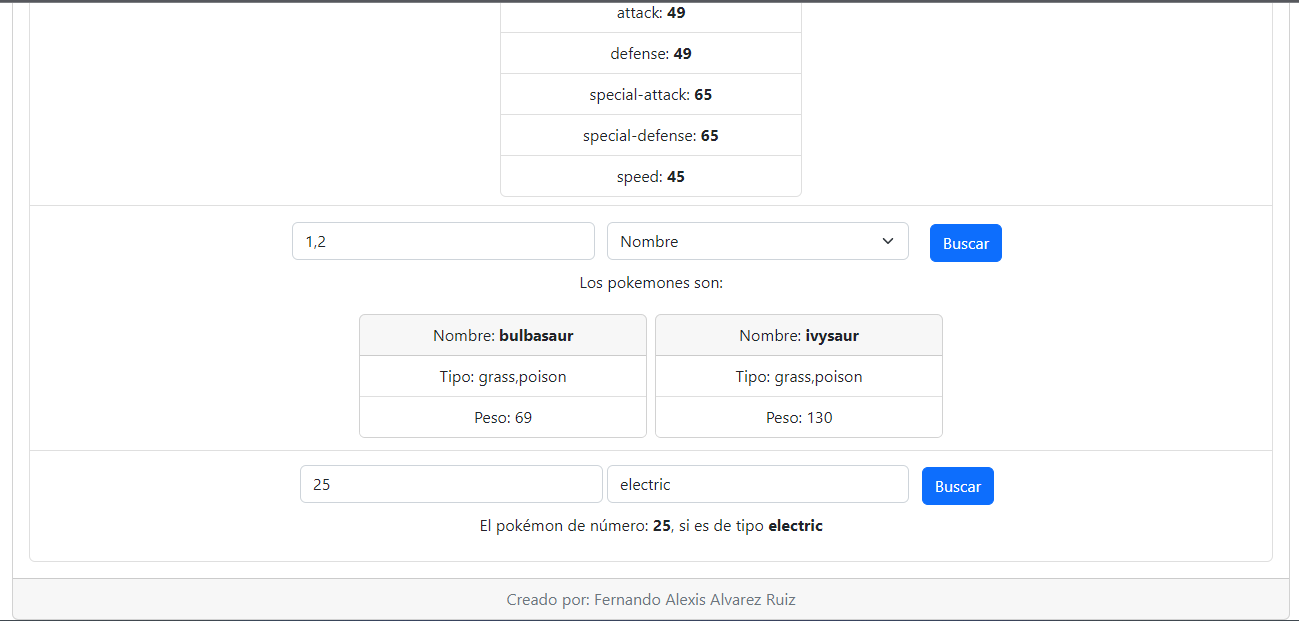 attack: 49
defense: 49
special-attack: 65
special-defense: 65
speed: 45
1,2 Nombre Buscar
Los pokemones son:
Nombre: bulbasaur Nombre: ivysaur
Tipo: grass,poison Tipo: grass,poison
Peso: 69 Peso: 130
25 electric Buscar
El pokémon de número: 25, si es de tipo electric
Creado por: Fernando Alexis Alvarez Ruiz